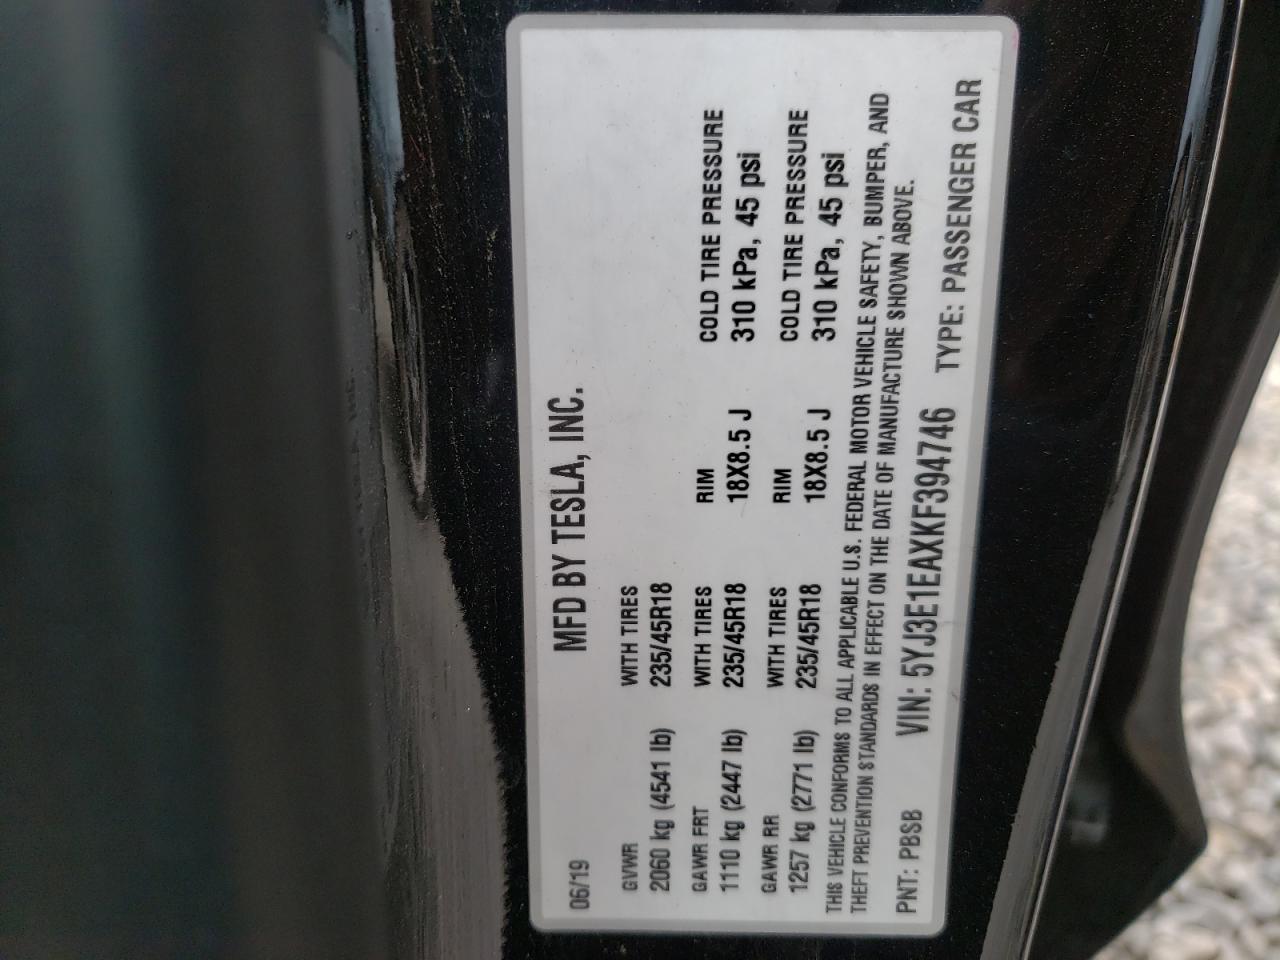 MFD BY TESLA, INC.
06/19
GVWR WITH TIRES
2060 kg (4541 lb) 235/45R18
GAWR FRT WITH TIRES RIM COLD TIRE PRESSURE
1110 kg (2447 lb) 235/45R18 18X8.5 J 310 kPa, 45 psi
GAWR RR WITH TIRES RIM COLD TIRE PRESSURE
1257 kg (2771 lb) 235/45R18 18X8.5 J 310 kPa, 45 psi
THIS VEHICLE CONFORMS TO ALL APPLICABLE U.S. FEDERAL MOTOR VEHICLE SAFETY, BUMPER, AND
THEFT PREVENTION STANDARDS IN EFFECT ON THE DATE OF MANUFACTURE SHOWN ABOVE.
PNT: PBSB VIN: 5YJ3E1EAXKF394746 TYPE: PASSENGER CAR